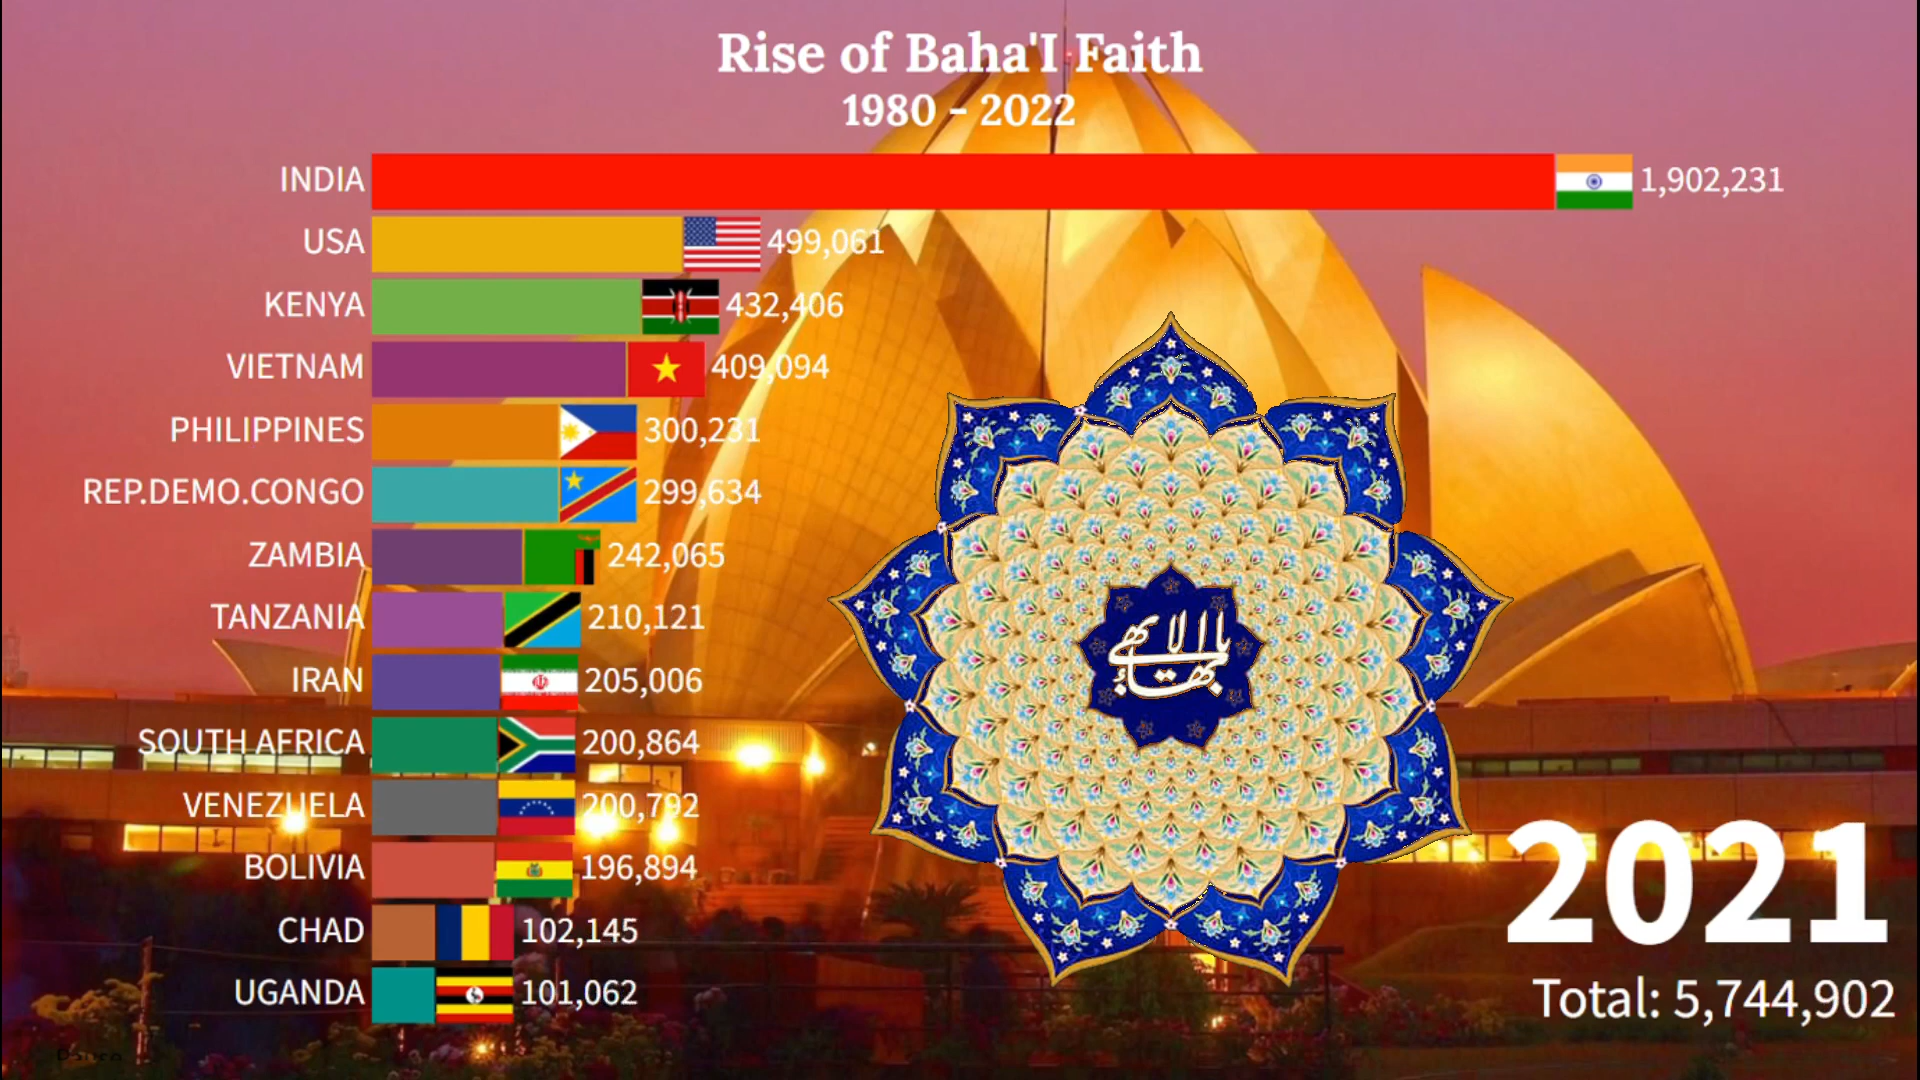 Rise of Baha'I Faith
1980 - 2022
INDIA 1,902,231
USA 499,061
KENYA 432,406
VIETNAM 409,094
PHILIPPINES 300,231
REP.DEMO.CONGO 299,634
ZAMBIA 242,065
TANZANIA 210,121
IRAN 205,006
SOUTH AFRICA 200,864
VENEZUELA 200,792
BOLIVIA 196,894
CHAD 102,145
UGANDA 101,062
يا بهاء الابهى
2021
Total: 5,744,902